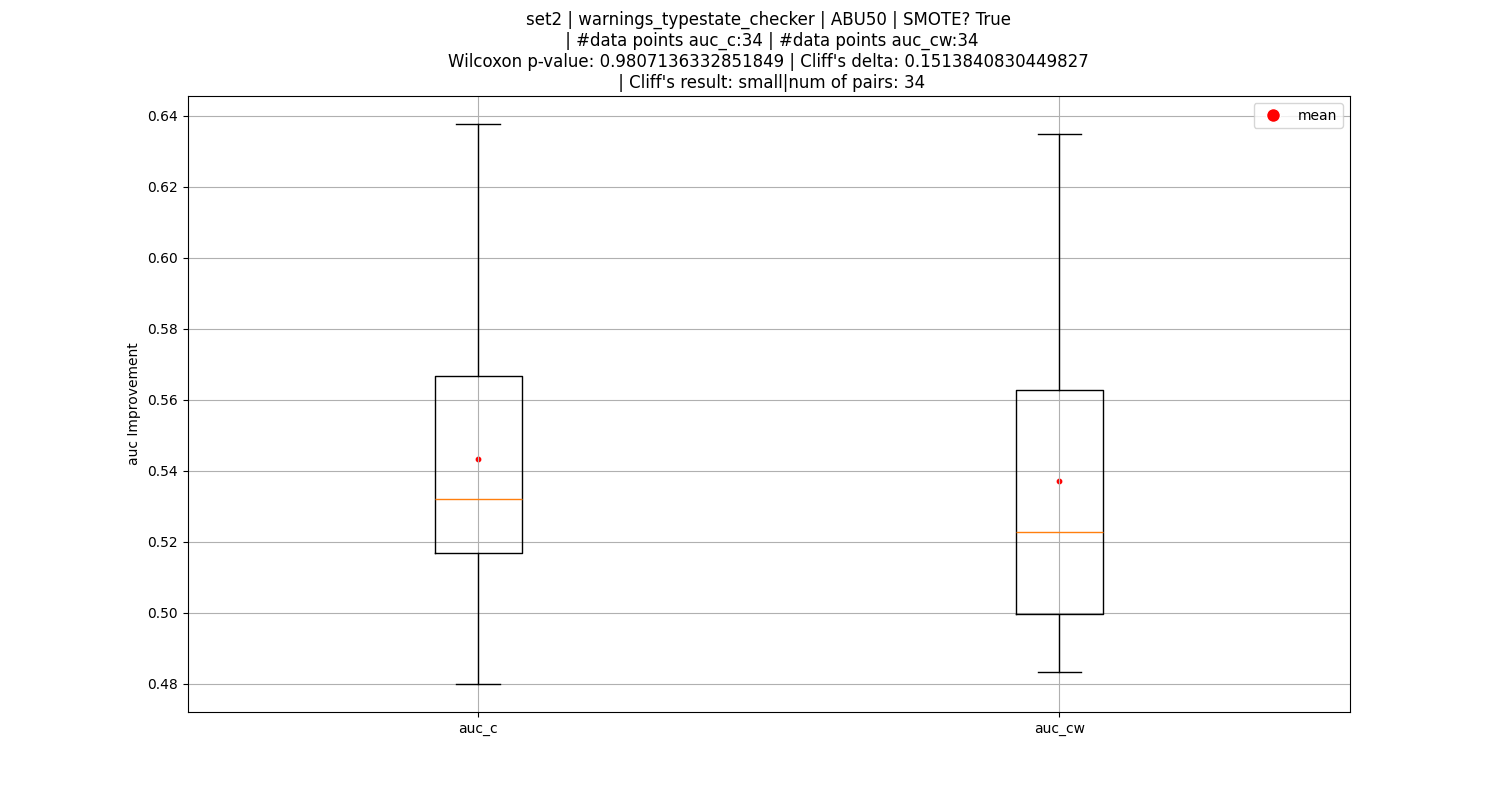 set2 | warnings_typestate_checker | ABU50 | SMOTE? True
| #data points auc_c:34 | #data points auc_cw:34
Wilcoxon p-value: 0.9807136332851849 | Cliff's delta: 0.1513840830449827
| Cliff's result: small|num of pairs: 34
mean
auc Improvement
0.64
0.62
0.60
0.58
0.56
0.54
0.52
0.50
0.48
auc_c
auc_cw